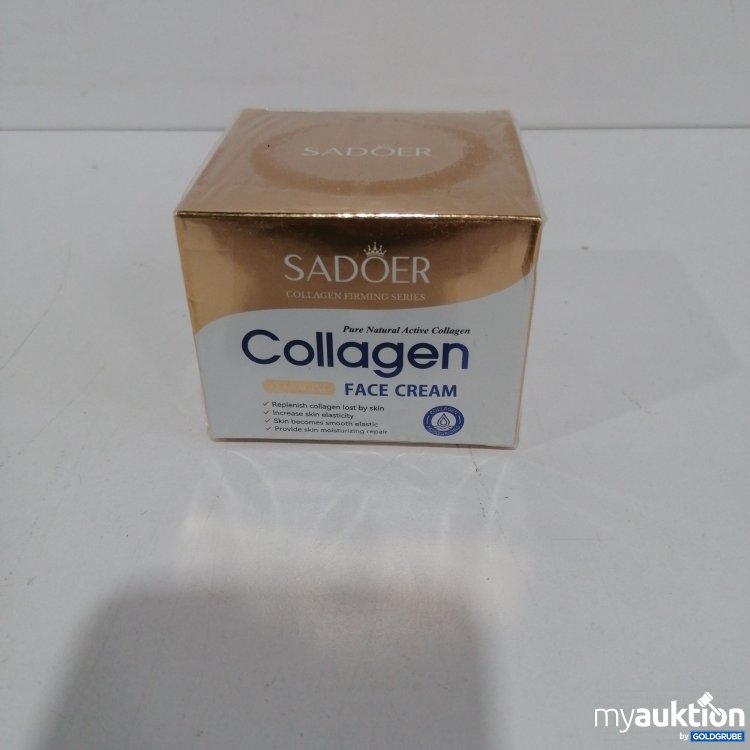 SADOER
SADOER
COLLAGEN FIRMING SERIES
Pure Natural Active Collagen
Collagen
FACE CREAM
✓ Replenish collagen lost by skin
✓ Increase skin elasticity
✓ Skin becomes smooth elastic
✓ Provide skin moisturizing repair
COLLAGEN
myauktion
by GOLDGRUBE